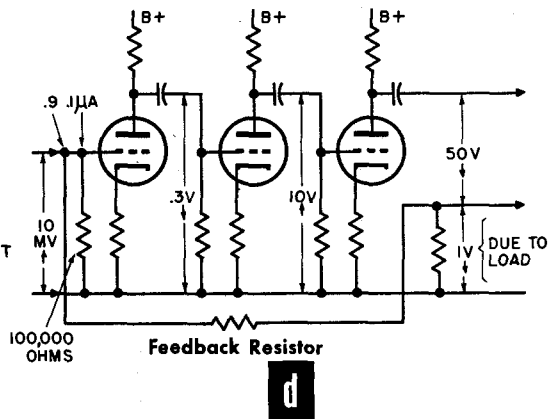 B+ B+ B+
.9 .1µA
.3V
10V
50V
10
MV
T
1V
DUE TO
LOAD
100,000
OHMS
Feedback Resistor
d